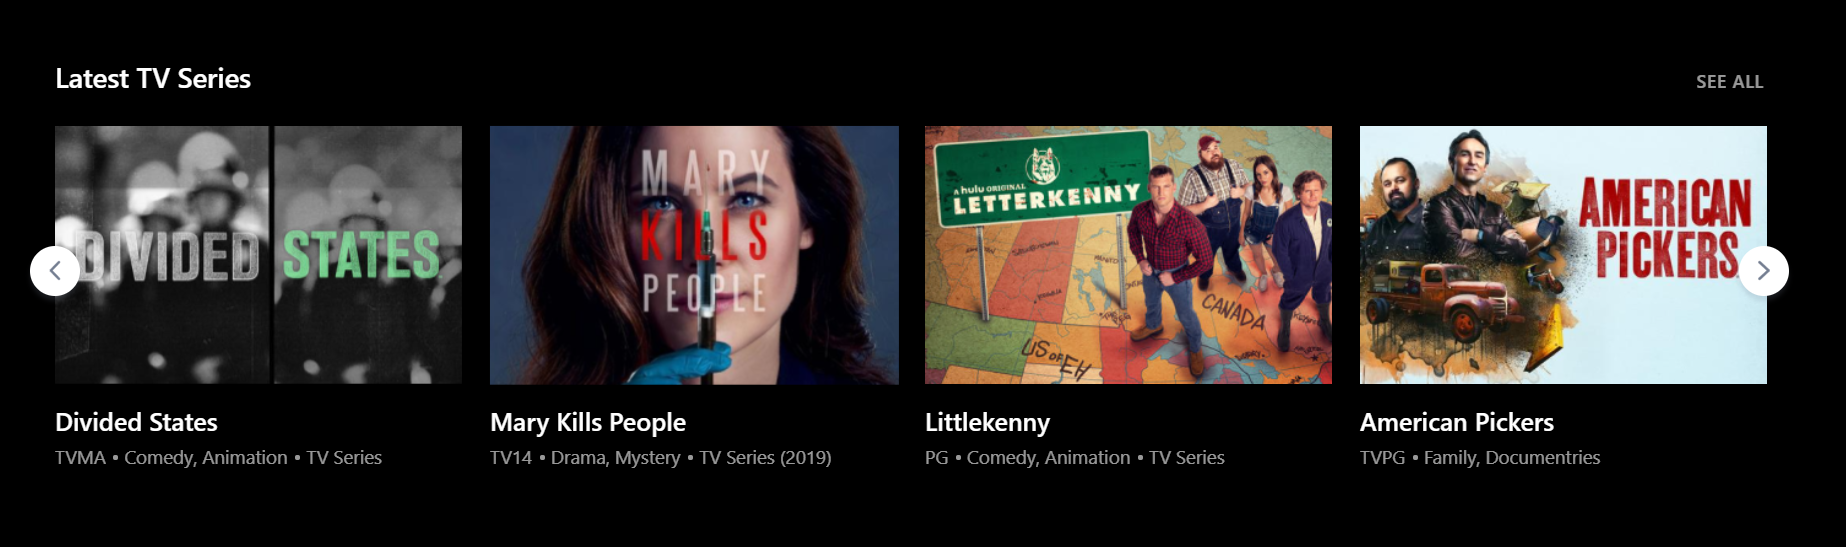 Latest TV Series
SEE ALL
DIVIDED STATES
MARY
KILLS
PEOPLE
A hulu ORIGINAL
LETTERKENNY
CANADA
US OF EH
AMERICAN
PICKERS
Divided States
TVMA • Comedy, Animation • TV Series
Mary Kills People
TV14 • Drama, Mystery • TV Series (2019)
Littlekenny
PG • Comedy, Animation • TV Series
American Pickers
TVPG • Family, Documentries